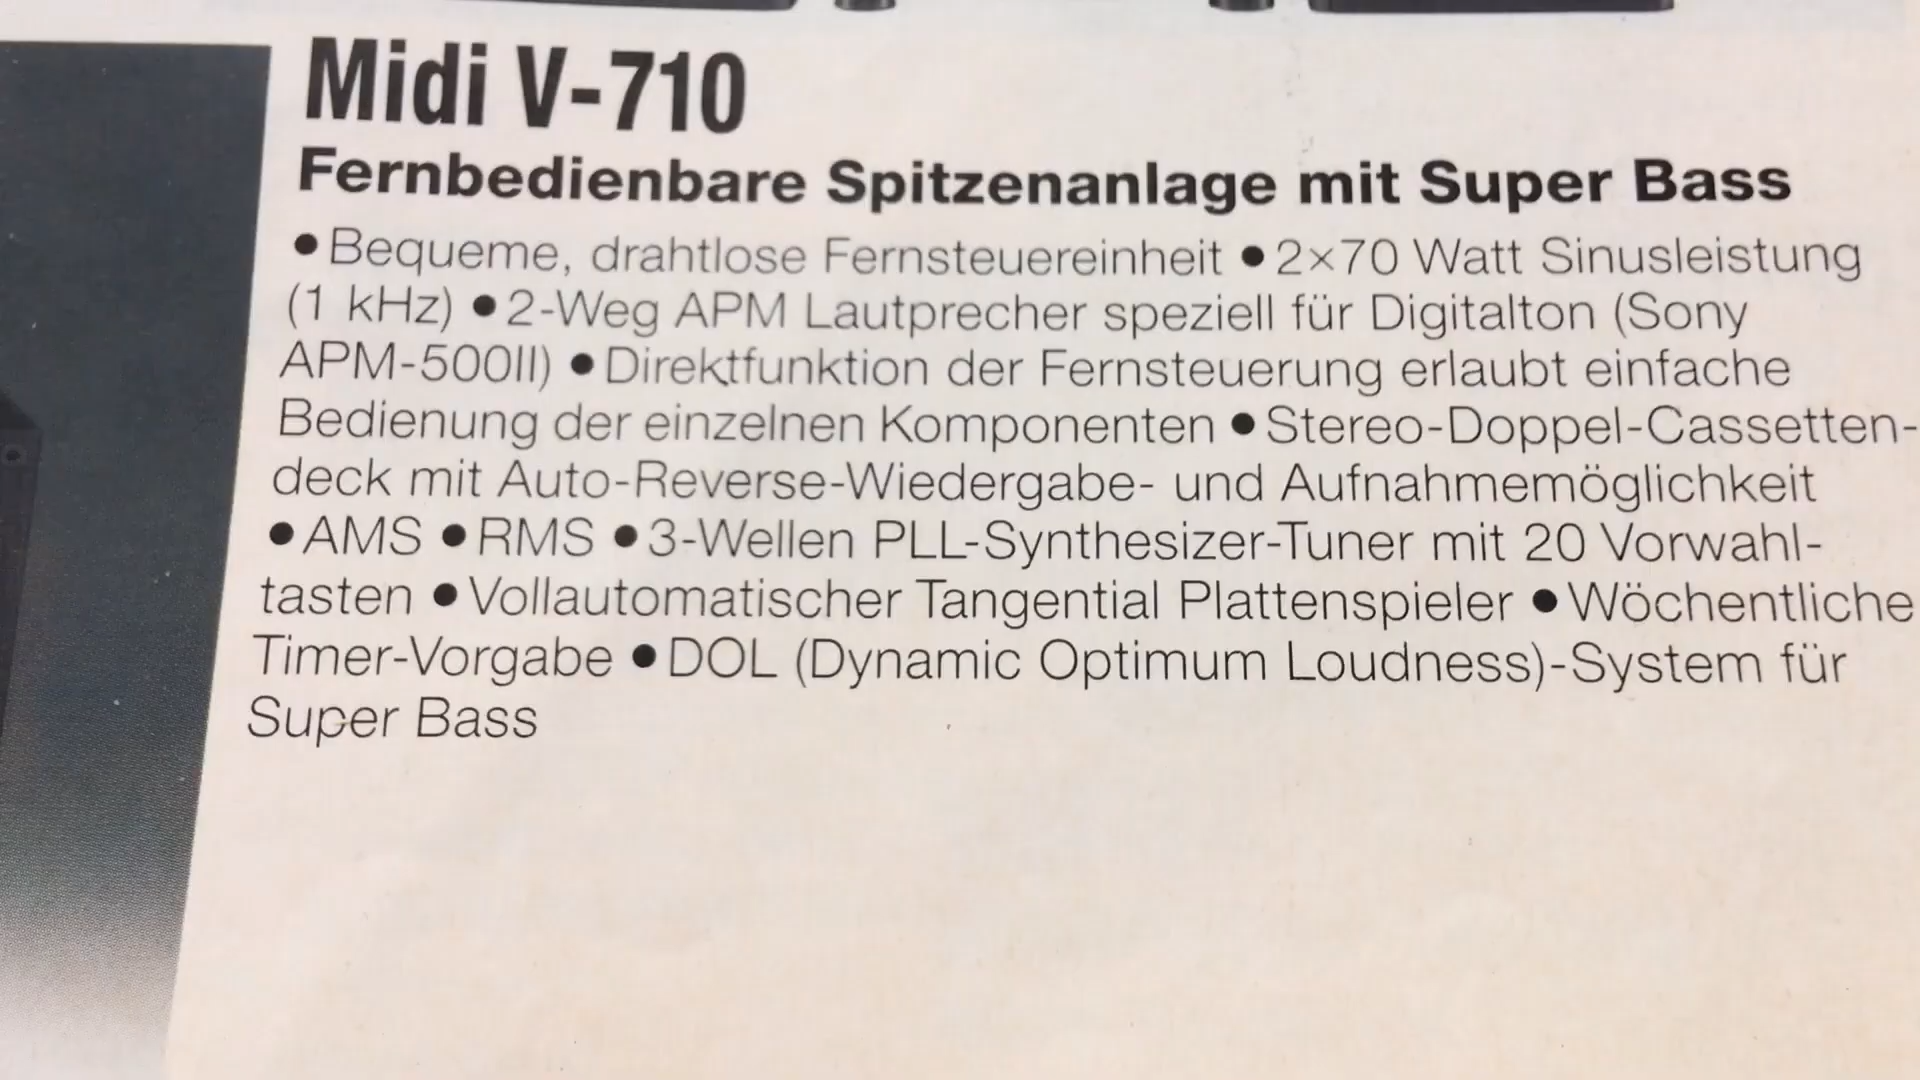 Midi V-710
Fernbedienbare Spitzenanlage mit Super Bass
● Bequeme, drahtlose Fernsteuereinheit ● 2×70 Watt Sinusleistung
(1 kHz) ● 2-Weg APM Lautprecher speziell für Digitalton (Sony
APM-500II) ● Direktfunktion der Fernsteuerung erlaubt einfache
Bedienung der einzelnen Komponenten ● Stereo-Doppel-Cassetten-
deck mit Auto-Reverse-Wiedergabe- und Aufnahmemöglichkeit
● AMS ● RMS ● 3-Wellen PLL-Synthesizer-Tuner mit 20 Vorwahl-
tasten ● Vollautomatischer Tangential Plattenspieler ● Wöchentliche
Timer-Vorgabe ● DOL (Dynamic Optimum Loudness)-System für
Super Bass